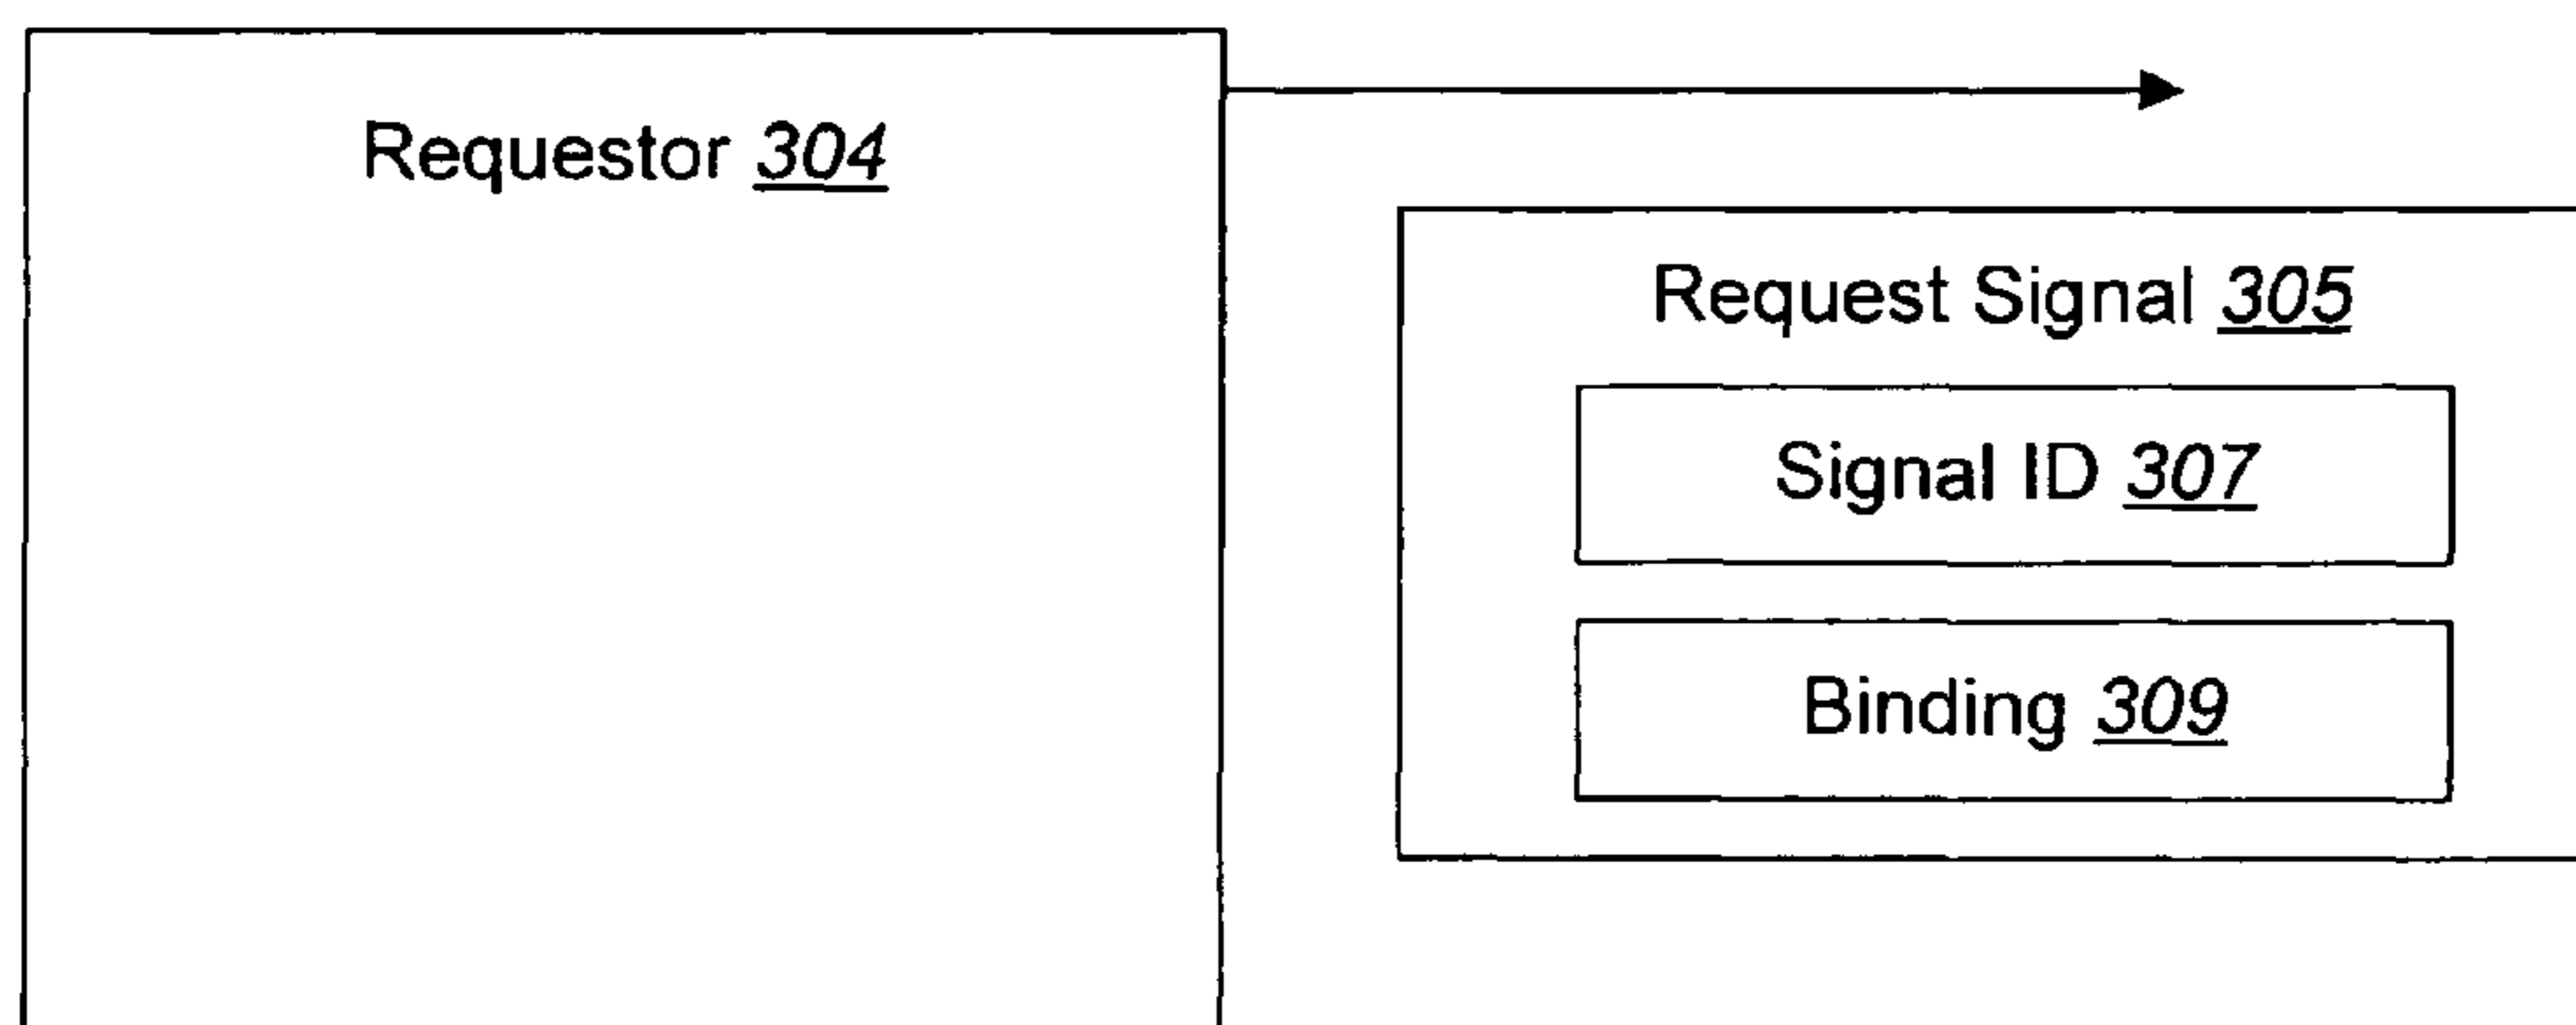 Requestor 304
Request Signal 305
Signal ID 307
Binding 309